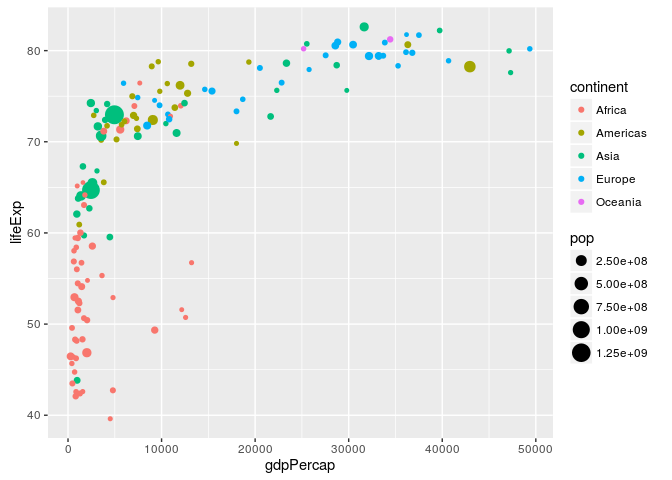 80
70
60
50
40
lifeExp
0
10000
20000
30000
40000
50000
gdpPercap
continent
Africa
Americas
Asia
Europe
Oceania
pop
2.50e+08
5.00e+08
7.50e+08
1.00e+09
1.25e+09